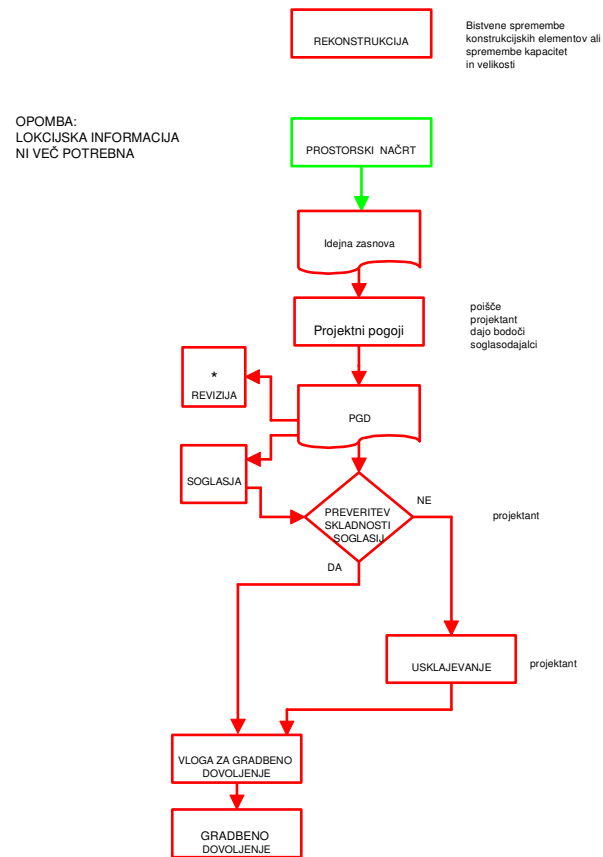 REKONSTRUKCIJA
Bistvene spremembe
konstrukcijskih elementov ali
spremembe kapacitet
in velikosti
OPOMBA:
LOKCIJSKA INFORMACIJA
NI VEČ POTREBNA
PROSTORSKI NAČRT
Idejna zasnova
Projektni pogoji
poišče
projektant
dajo bodoči
soglasodajalci
*
REVIZIJA
PGD
SOGLASJA
PREVERITEV
SKLADNOSTI
SOGLASIJ
NE
projektant
DA
USKLAJEVANJE
projektant
VLOGA ZA GRADBENO
DOVOLJENJE
GRADBENO
DOVOLJENJE